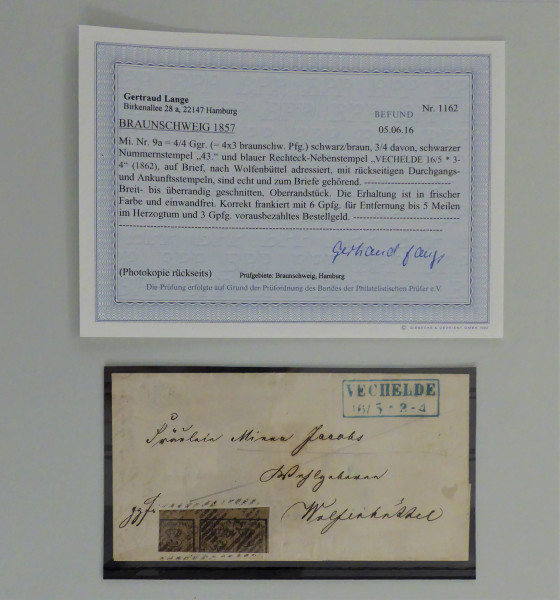 Gertraud Lange
Birkenallee 28 a, 22147 Hamburg
BEFUND
Nr. 1162
BRAUNSCHWEIG 1857
05.06.16
Mi. Nr. 9a = 4/4 Ggr. (= 4x3 braunschw. Pfg.) schwarz/braun, 3/4 davon, schwarzer
Nummernstempel „43.“ und blauer Rechteck-Nebenstempel „VECHELDE 16/5 * 3-
4“ (1862), auf Brief, nach Wolfenbüttel adressiert, mit rückseitigen Durchgangs-
und Ankunftsstempeln, sind echt und zum Briefe gehörend. --------------------------
Breit- bis überrandig geschnitten, Oberrandstück. Die Erhaltung ist in frischer
Farbe und einwandfrei. Korrekt frankiert mit 6 Gpfg. für Entfernung bis 5 Meilen
im Herzogtum und 3 Gpfg. vorausbezahltes Bestellgeld. --------------------------------
(Photokopie rückseits)
Prüfgebiete: Braunschweig, Hamburg
Die Prüfung erfolgte auf Grund der Prüfordnung des Bundes der Philatelistischen Prüfer e.V.
VECHELDE
16/5 * 3-4
Fräulein Minna Jacobs
Wohlgeboren
Wolfenbüttel